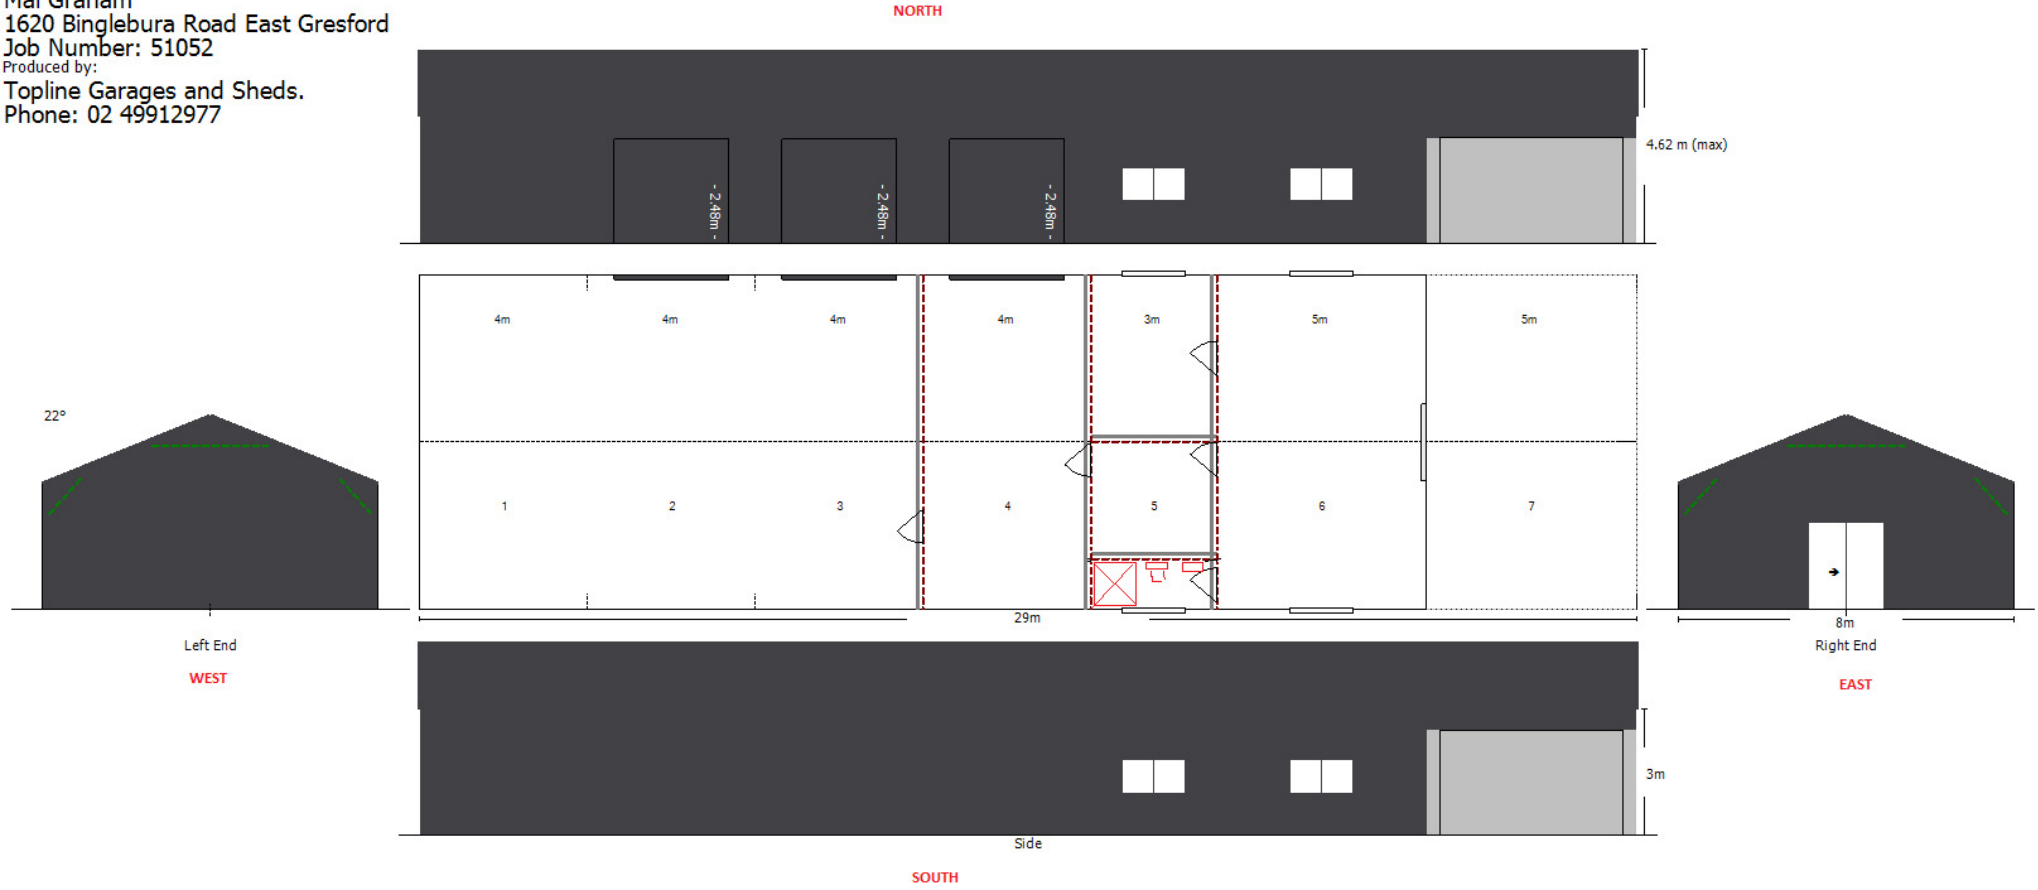 Mal Graham
1620 Binglebura Road East Gresford
Job Number: 51052
Produced by:
Topline Garages and Sheds.
Phone: 02 49912977
NORTH
4.62 m (max)
- 2.48m -
- 2.48m -
- 2.48m -
4m
4m
4m
4m
3m
5m
5m
22°
1
2
3
4
5
6
7
29m
8m
Left End
Right End
WEST
EAST
3m
Side
SOUTH